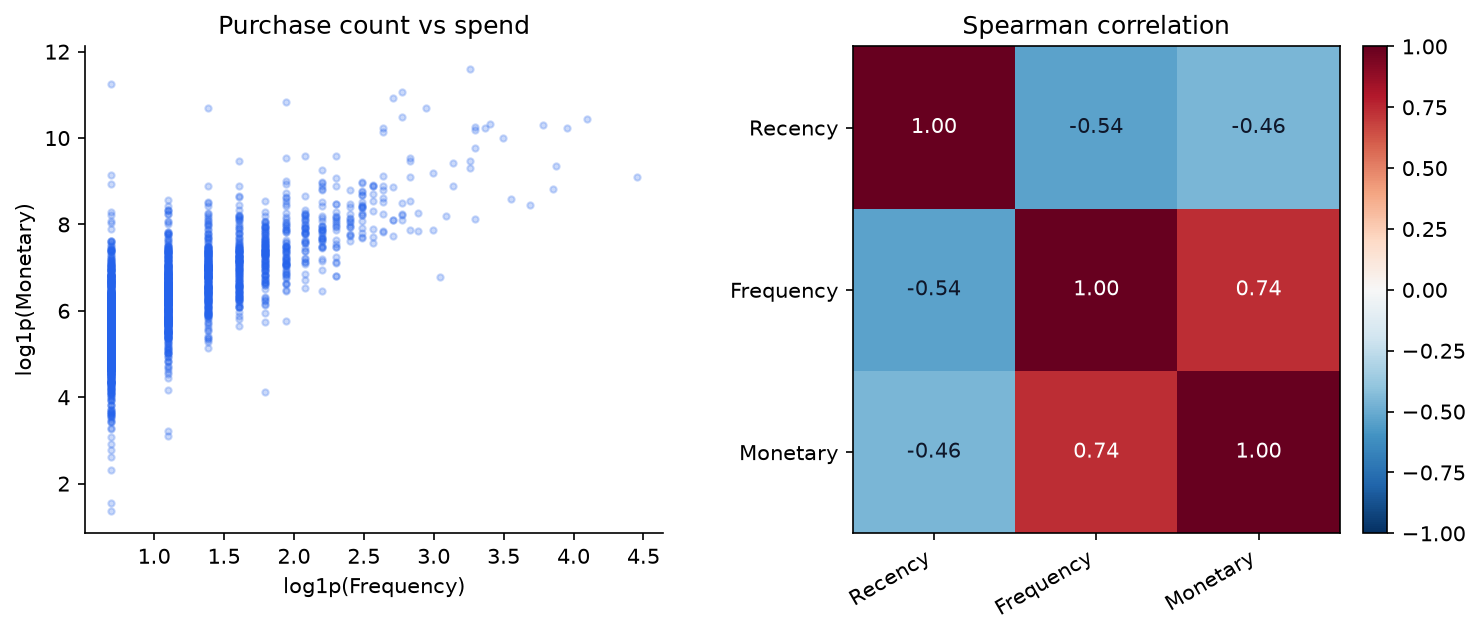 Purchase count vs spend
12
10
8
6
4
2
log1p(Monetary)
1.0 1.5 2.0 2.5 3.0 3.5 4.0 4.5
log1p(Frequency)
Spearman correlation
Recency
Frequency
Monetary
1.00 -0.54 -0.46
-0.54 1.00 0.74
-0.46 0.74 1.00
Recency Frequency Monetary
1.00
0.75
0.50
0.25
0.00
−0.25
−0.50
−0.75
−1.00